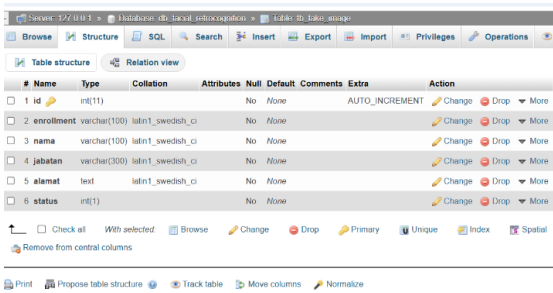 Server: 127.0.0.1 » Database: db_facial_retrocognition » Table: tb_take_image
Browse Structure SQL Search Insert Export Import Privileges Operations
Table structure Relation view
# Name Type Collation Attributes Null Default Comments Extra Action
1 id int(11) No None AUTO_INCREMENT Change Drop More
2 enrollment varchar(100) latin1_swedish_ci No None Change Drop More
3 nama varchar(100) latin1_swedish_ci No None Change Drop More
4 jabatan varchar(300) latin1_swedish_ci No None Change Drop More
5 alamat text latin1_swedish_ci No None Change Drop More
6 status int(1) No None Change Drop More
Check all With selected: Browse Change Drop Primary Unique Index Spatial
Remove from central columns
Print Propose table structure Track table Move columns Normalize